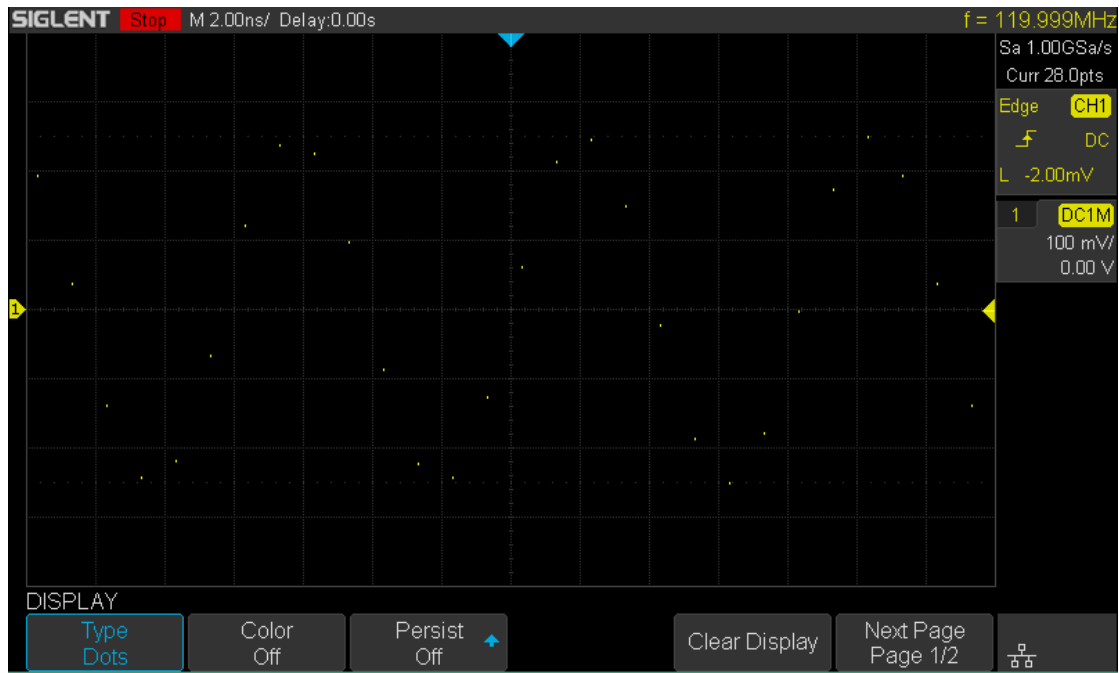 SIGLENT Stop M 2.00ns/ Delay:0.00s f = 119.999MHz
Sa 1.00GSa/s
Curr 28.0pts
Edge CH1
DC
L -2.00mV
1 DC1M
100 mV/
0.00 V
1
DISPLAY
Type Color Persist Clear Display Next Page
Dots Off Off Page 1/2